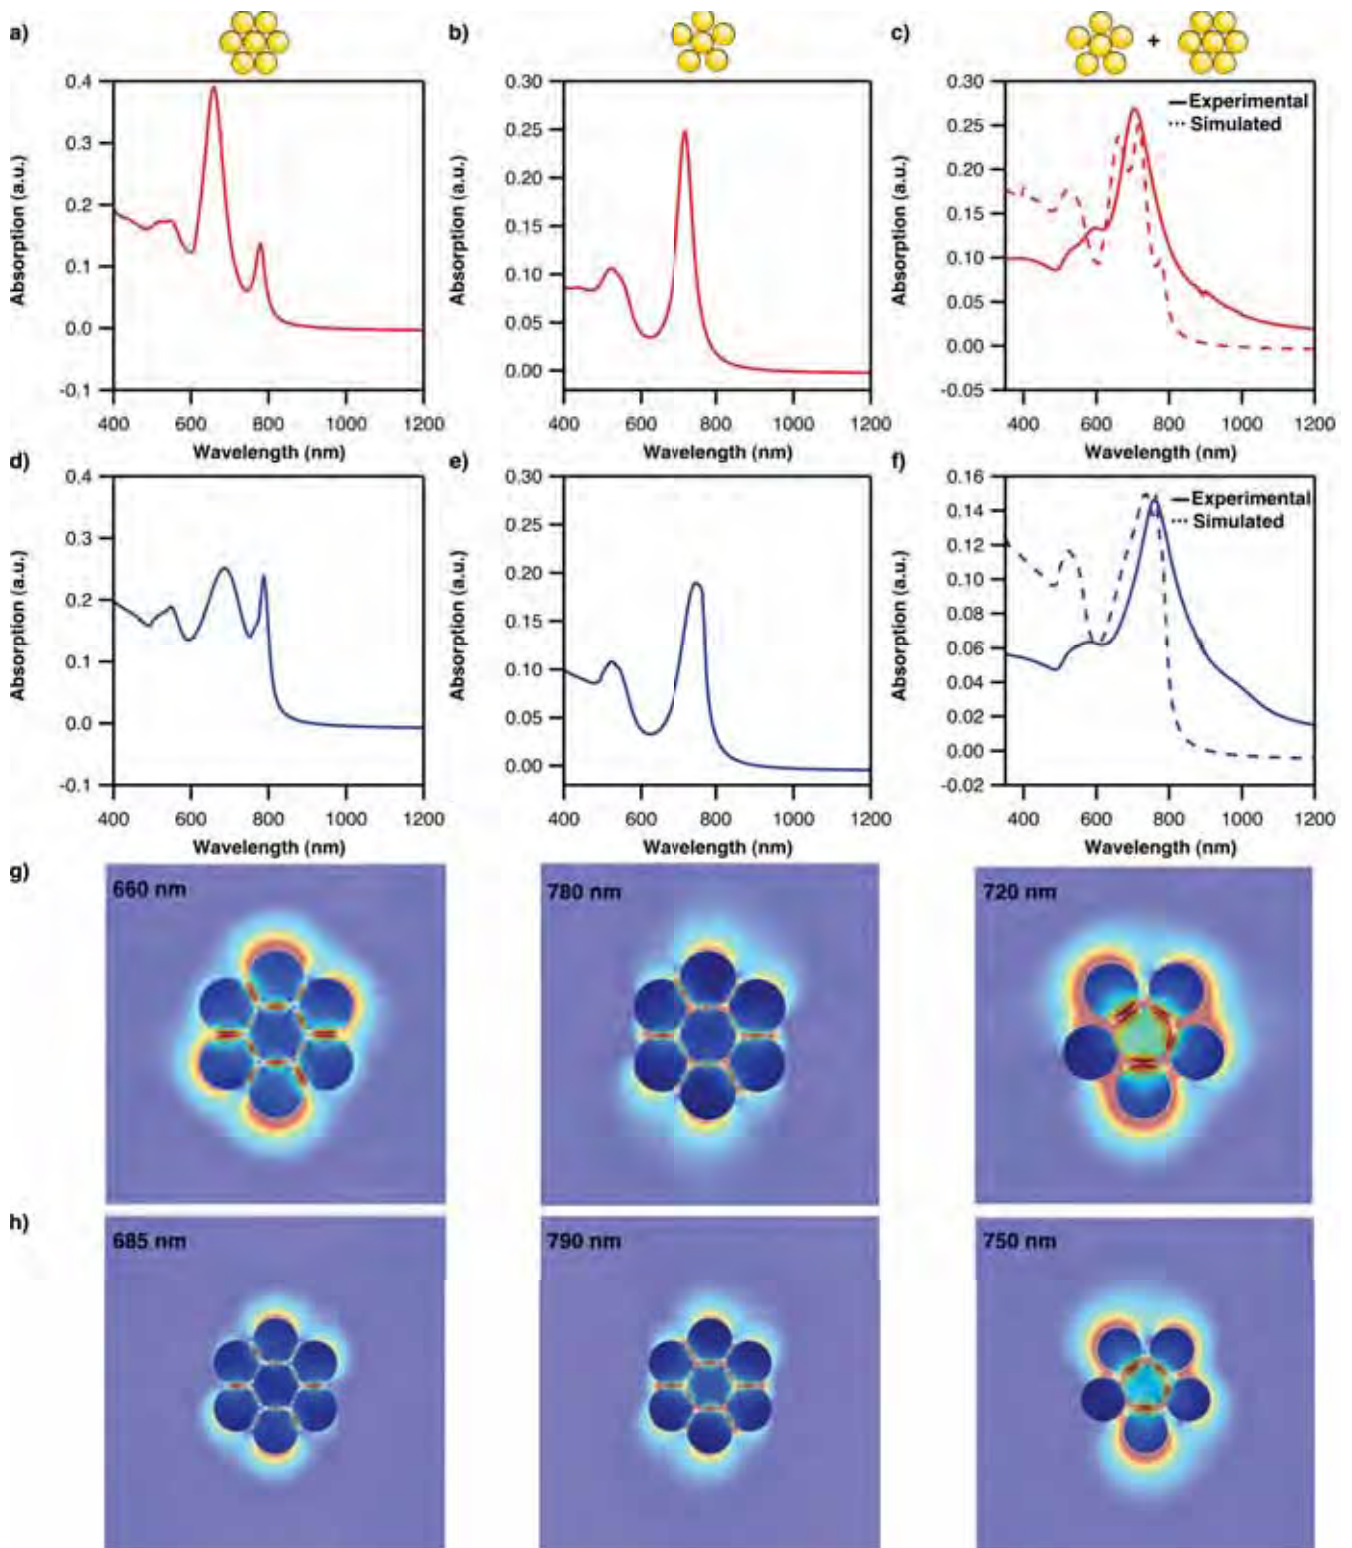 a)
b)
c)
+
0.4
0.3
0.2
0.1
0.0
-0.1
Absorption (a.u.)
400 600 800 1000 1200
Wavelength (nm)
0.30
0.25
0.20
0.15
0.10
0.05
0.00
Absorption (a.u.)
400 600 800 1000 1200
Wavelength (nm)
0.30
0.25
0.20
0.15
0.10
0.05
0.00
-0.05
Absorption (a.u.)
Experimental
Simulated
400 600 800 1000 1200
Wavelength (nm)
d)
e)
f)
0.4
0.3
0.2
0.1
0.0
-0.1
Absorption (a.u.)
400 600 800 1000 1200
Wavelength (nm)
0.30
0.25
0.20
0.15
0.10
0.05
0.00
Absorption (a.u.)
400 600 800 1000 1200
Wavelength (nm)
0.16
0.14
0.12
0.10
0.08
0.06
0.04
0.02
0.00
-0.02
Absorption (a.u.)
Experimental
Simulated
400 600 800 1000 1200
Wavelength (nm)
g)
660 nm
780 nm
720 nm
h)
685 nm
790 nm
750 nm